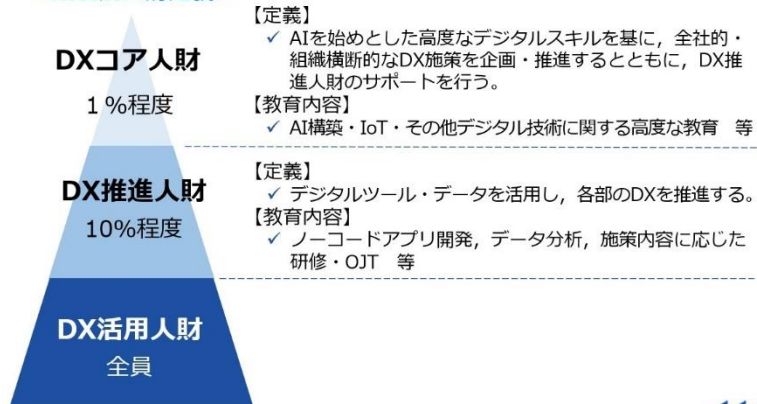 【定義】
✓ AIを始めとした高度なデジタルスキルを基に，全社的・
組織横断的なDX施策を企画・推進するとともに，DX推
進人財のサポートを行う。
【教育内容】
✓ AI構築・IoT・その他デジタル技術に関する高度な教育　等
DXコア人財
1％程度
【定義】
✓ デジタルツール・データを活用し，各部のDXを推進する。
【教育内容】
✓ ノーコードアプリ開発，データ分析，施策内容に応じた
研修・OJT　等
DX推進人財
10％程度
DX活用人財
全員